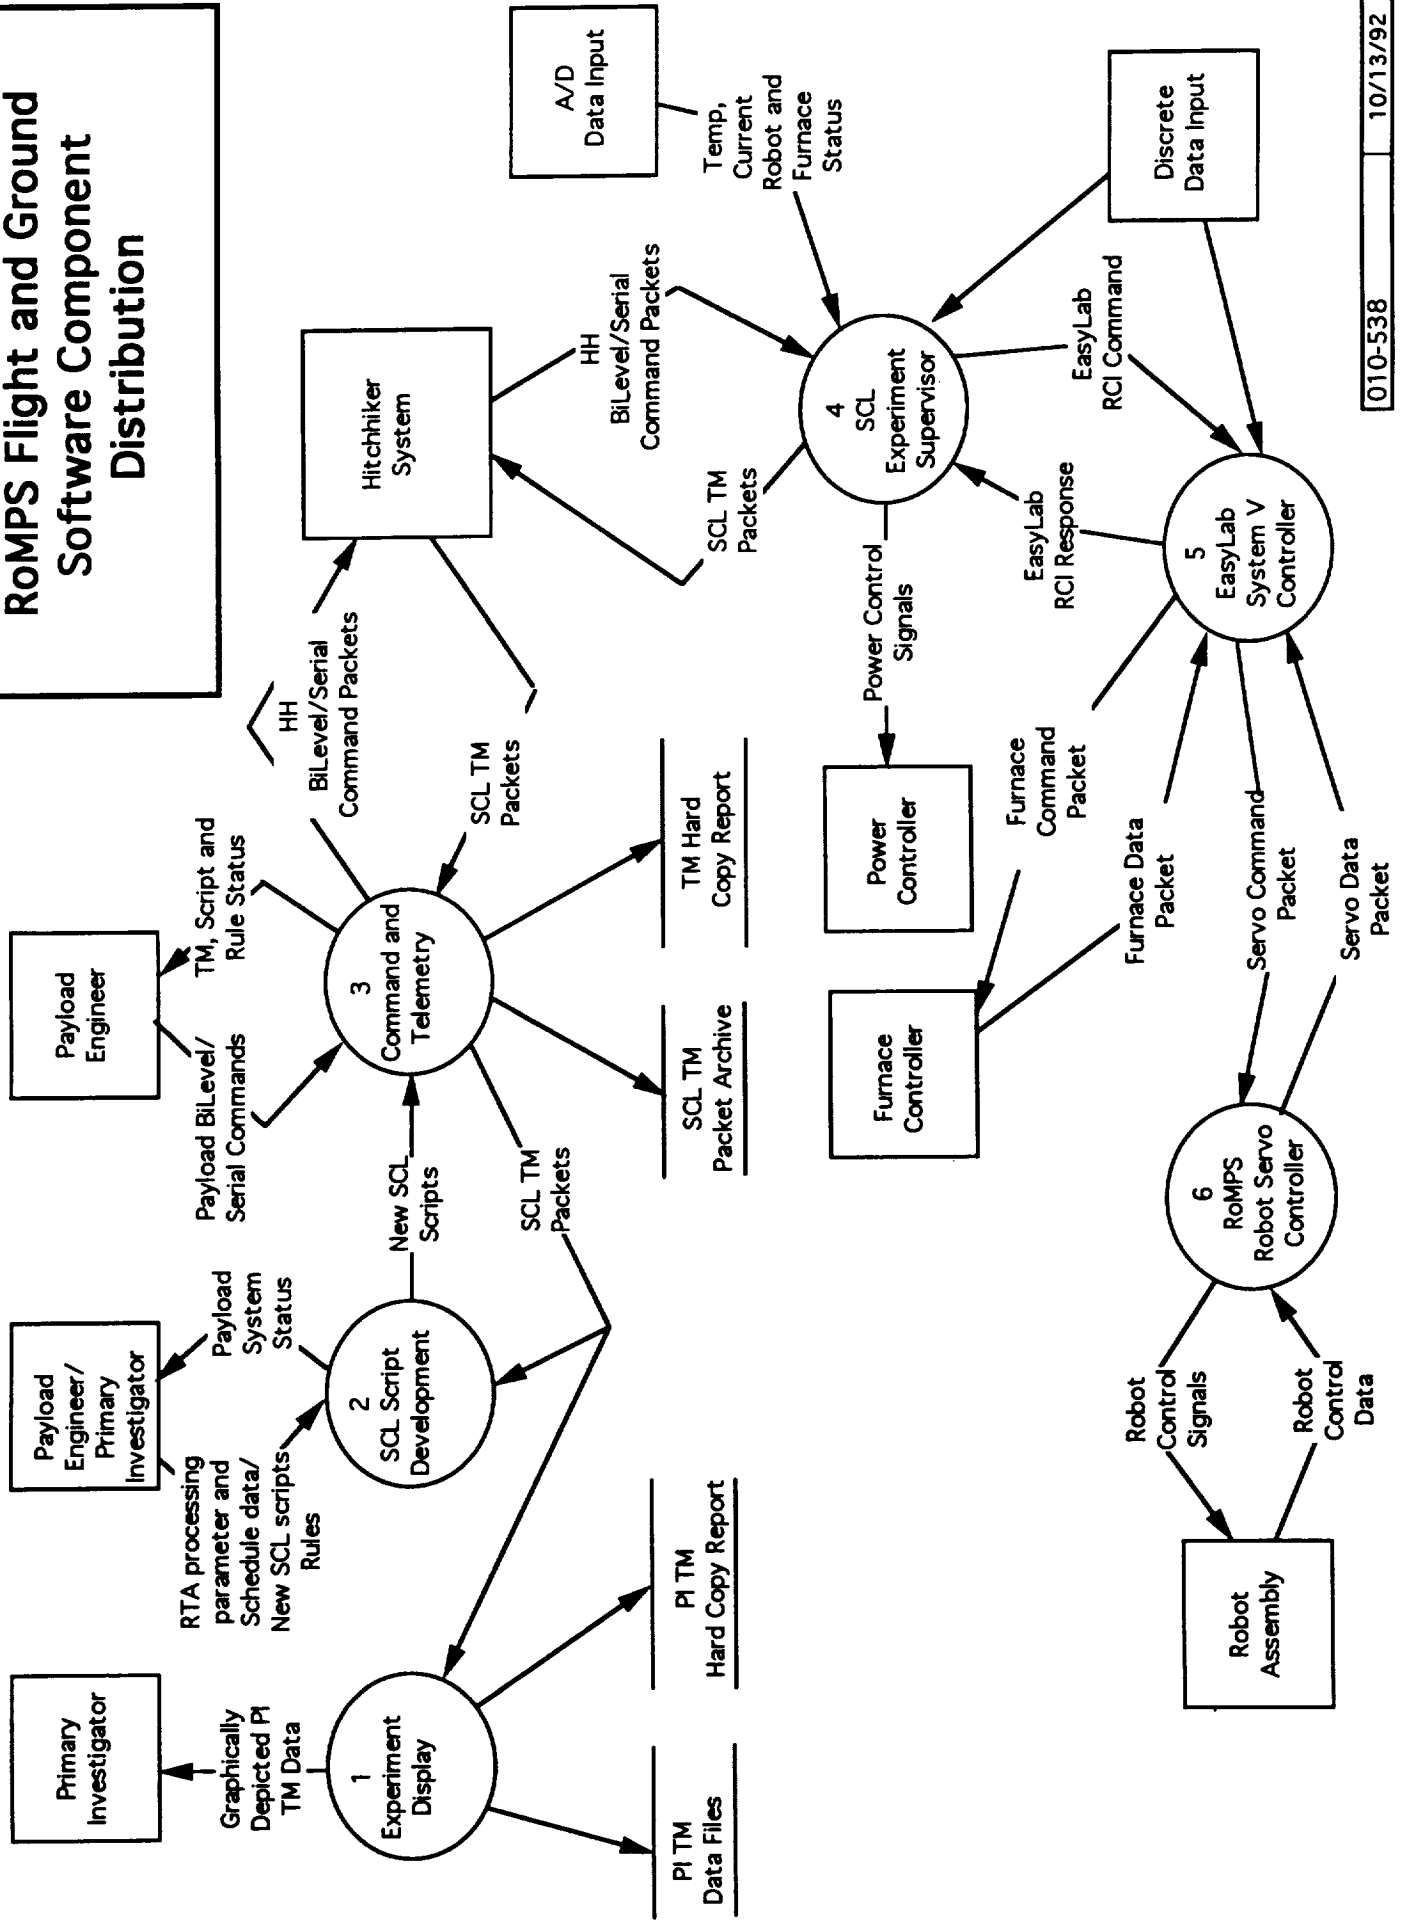 RoMPS Flight and Ground
Software Component
Distribution
Primary
Investigator
Graphically
Depicted PI
TM Data
1
Experiment
Display
PI TM
Data Files
PI TM
Hard Copy Report
Payload
Engineer/
Primary
Investigator
RTA processing
parameter and
Schedule data/
New SCL scripts
Rules
Payload
System
Status
2
SCL Script
Development
New SCL
Scripts
SCL TM
Packets
Payload
Engineer
Payload BiLevel/
Serial Commands
TM, Script and
Rule Status
3
Command and
Telemetry
SCL TM
Packet Archive
TM Hard
Copy Report
HH
BiLevel/Serial
Command Packets
SCL TM
Packets
Hitchhiker
System
HH
BiLevel/Serial
Command Packets
SCL TM
Packets
A/D
Data Input
Temp,
Current
Robot and
Furnace
Status
4
SCL
Experiment
Supervisor
Power Control
Signals
Power
Controller
EasyLab
RCI Command
EasyLab
RCI Response
Discrete
Data Input
5
EasyLab
System V
Controller
Furnace
Command
Packet
Furnace Data
Packet
Furnace
Controller
Servo Command
Packet
Servo Data
Packet
6
RoMPS
Robot Servo
Controller
Robot
Control
Signals
Robot
Control
Data
Robot
Assembly
010-538
10/13/92